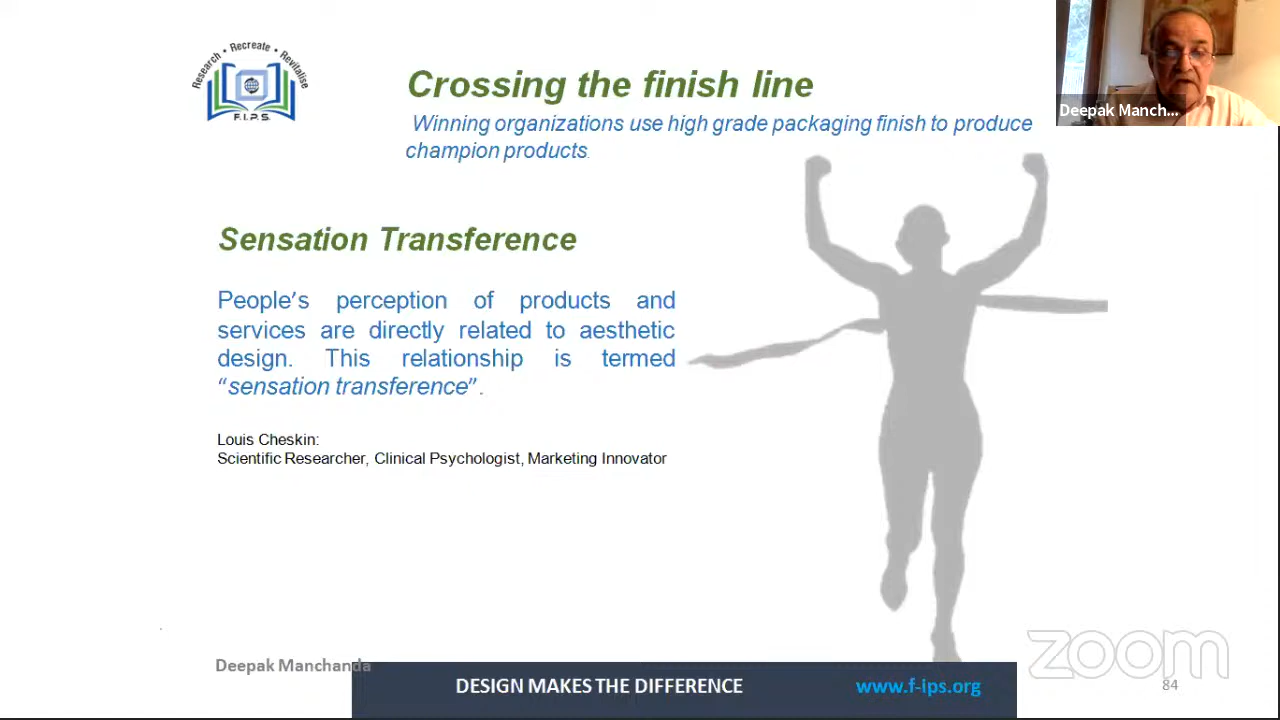 Research • Recreate • Revitalise
F.I.P.S.
Crossing the finish line
Winning organizations use high grade packaging finish to produce
champion products.
Deepak Manch...
Sensation Transference
People's perception of products and
services are directly related to aesthetic
design. This relationship is termed
“sensation transference”.
Louis Cheskin:
Scientific Researcher, Clinical Psychologist, Marketing Innovator
Deepak Manchanda
DESIGN MAKES THE DIFFERENCE
www.f-ips.org
84
zoom